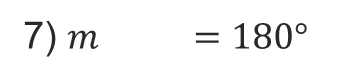 7) m = 180°